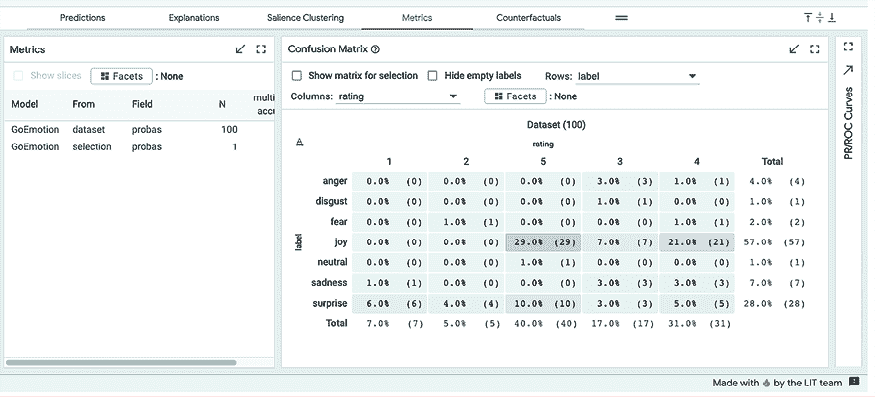 Predictions Explanations Salience Clustering Metrics Counterfactuals
Metrics
Show slices Facets : None
Model From Field N multi
accu
GoEmotion dataset probas 100
GoEmotion selection probas 1
Confusion Matrix
Show matrix for selection Hide empty labels Rows: label
Columns: rating Facets : None
Dataset (100)
rating
1 2 5 3 4 Total
label
anger 0.0% (0) 0.0% (0) 0.0% (0) 3.0% (3) 1.0% (1) 4.0% (4)
disgust 0.0% (0) 0.0% (0) 0.0% (0) 1.0% (1) 0.0% (0) 1.0% (1)
fear 0.0% (0) 1.0% (1) 0.0% (0) 0.0% (0) 1.0% (1) 2.0% (2)
joy 0.0% (0) 0.0% (0) 29.0% (29) 7.0% (7) 21.0% (21) 57.0% (57)
neutral 0.0% (0) 0.0% (0) 1.0% (1) 0.0% (0) 0.0% (0) 1.0% (1)
sadness 1.0% (1) 0.0% (0) 0.0% (0) 3.0% (3) 3.0% (3) 7.0% (7)
surprise 6.0% (6) 4.0% (4) 10.0% (10) 3.0% (3) 5.0% (5) 28.0% (28)
Total 7.0% (7) 5.0% (5) 40.0% (40) 17.0% (17) 31.0% (31)
PR/ROC Curves
Made with by the LIT team